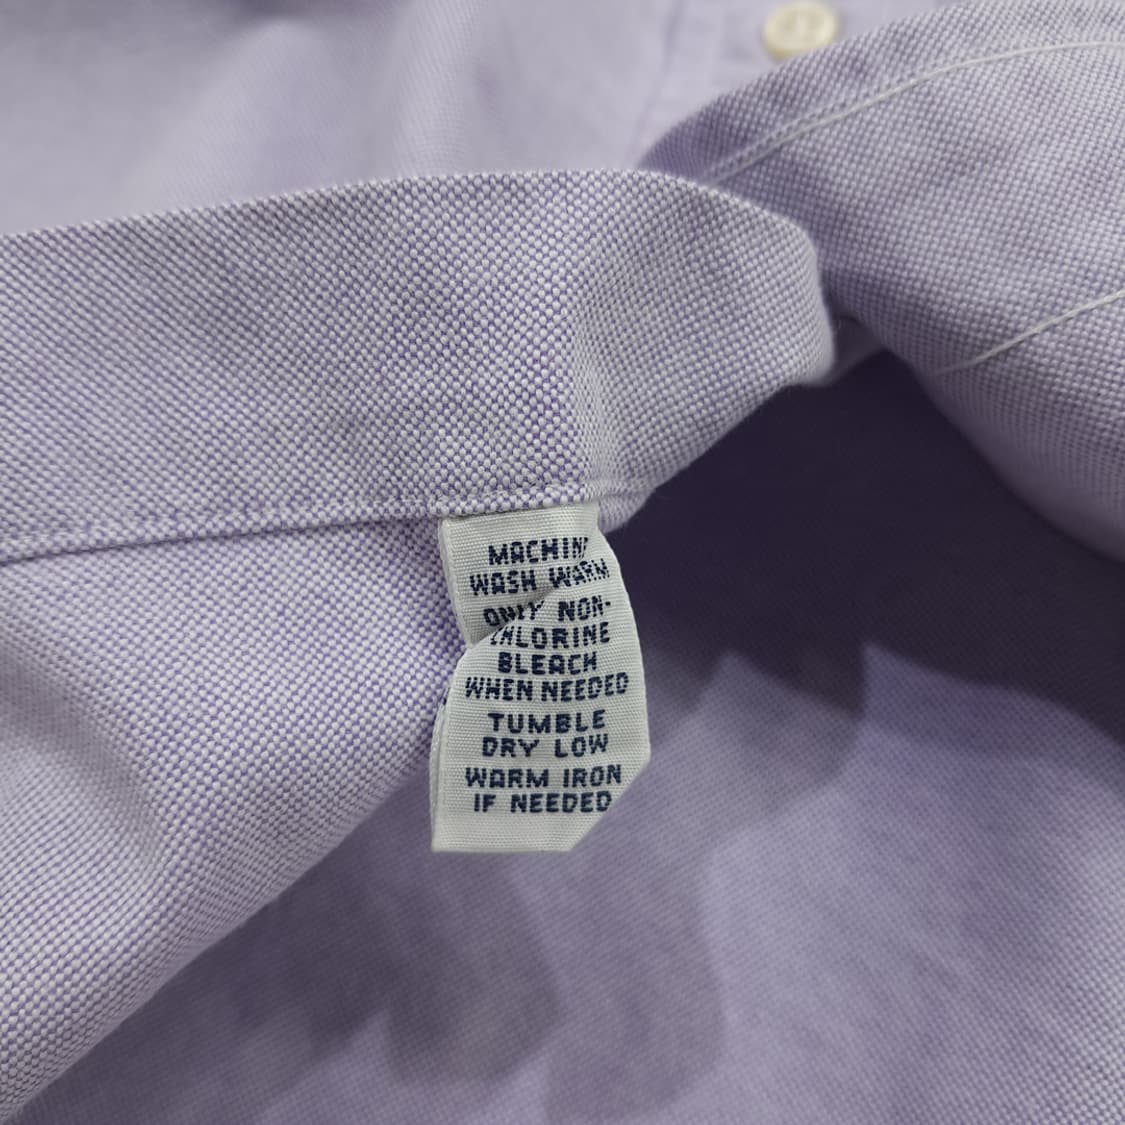 MACHINE
WASH WARM
ONLY NON-
CHLORINE
BLEACH
WHEN NEEDED
TUMBLE
DRY LOW
WARM IRON
IF NEEDED